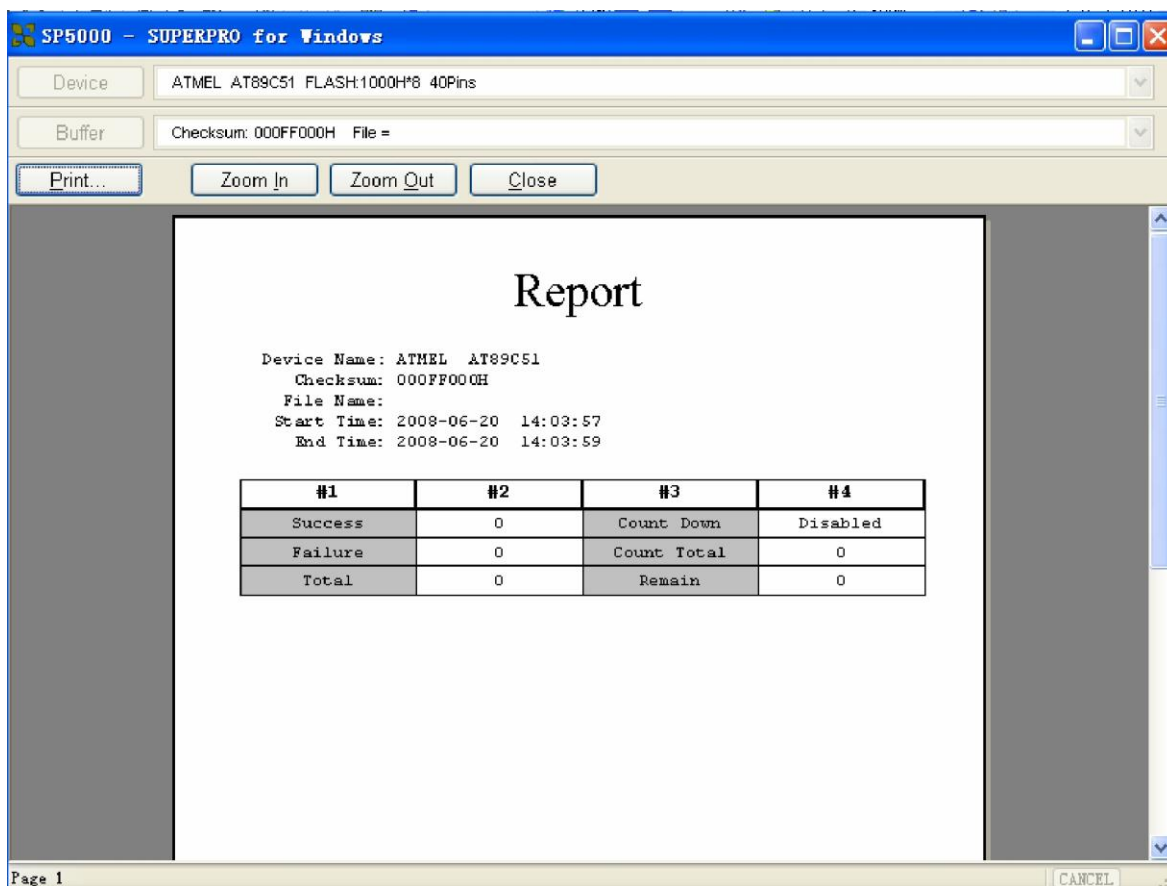 SP5000 - SUPERPRO for Windows
Device ATMEL AT89C51 FLASH:1000H*8 40Pins
Buffer Checksum: 000FF000H File =
Print... Zoom In Zoom Out Close
Report
Device Name: ATMEL AT89C51
Checksum: 000FF000H
File Name:
Start Time: 2008-06-20 14:03:57
End Time: 2008-06-20 14:03:59
#1 #2 #3 #4
Success 0 Count Down Disabled
Failure 0 Count Total 0
Total 0 Remain 0
Page 1 CANCEL